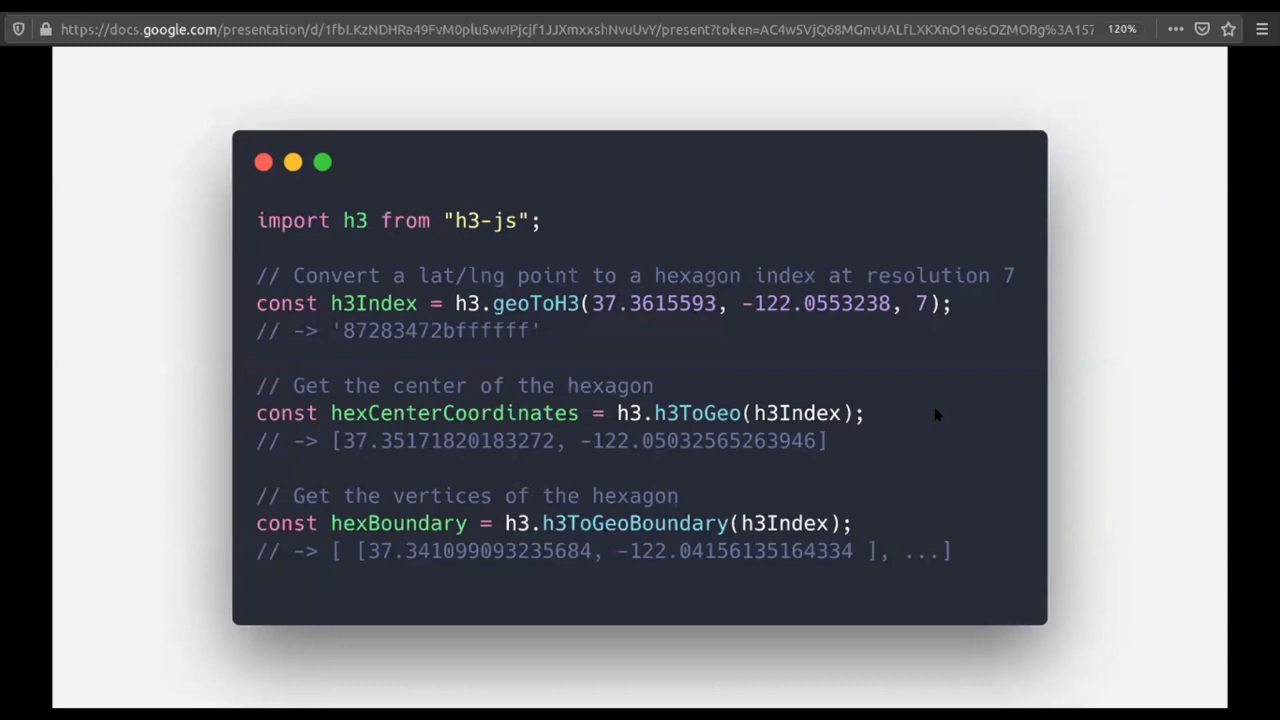 https://docs.google.com/presentation/d/1fbLKzNDHRa49FvM0plu5wvIPjcjf1JJXmxxshNvuUvY/present?token=AC4w5VjQ68MGnvUALfLXKXnO1e6sOZMOBg%3A157 120%
import h3 from "h3-js";
// Convert a lat/lng point to a hexagon index at resolution 7
const h3Index = h3.geoToH3(37.3615593, -122.0553238, 7);
// -> '87283472bffffff'
// Get the center of the hexagon
const hexCenterCoordinates = h3.h3ToGeo(h3Index);
// -> [37.35171820183272, -122.05032565263946]
// Get the vertices of the hexagon
const hexBoundary = h3.h3ToGeoBoundary(h3Index);
// -> [ [37.341099093235684, -122.04156135164334 ], ...]